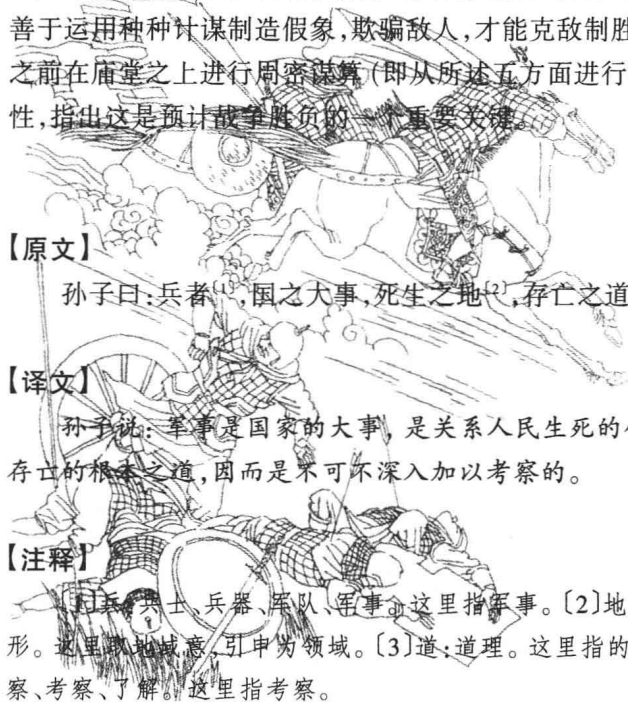 善于运用种种计谋制造假象,欺骗敌人,才能克敌制胜
之前在庙堂之上进行周密谋算(即从所述五方面进行
性,指出这是预计战争胜负的一个重要关键。
【原文】
孙子曰:兵者〔1〕,国之大事,死生之地〔2〕,存亡之道
【译文】
孙子说:军事是国家的大事,是关系人民生死的
存亡的根本之道,因而是不可不深入加以考察的。
【注释】
〔1〕兵:兵士、兵器、军队、军事。这里指军事。〔2〕地
形。这里取地域意,引申为领域。〔3〕道:道理。这里指的
察、考察、了解。这里指考察。